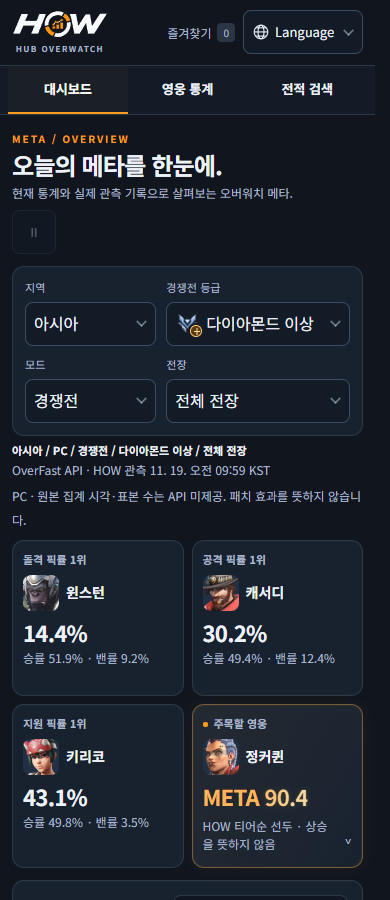 HOW
HUB OVERWATCH
즐겨찾기 0
Language
대시보드 영웅 통계 전적 검색
META / OVERVIEW
오늘의 메타를 한눈에.
현재 통계와 실제 관측 기록으로 살펴보는 오버워치 메타.
지역 경쟁전 등급
아시아 다이아몬드 이상
모드 전장
경쟁전 전체 전장
아시아 / PC / 경쟁전 / 다이아몬드 이상 / 전체 전장
OverFast API · HOW 관측 11. 19. 오전 09:59 KST
PC · 원본 집계 시각·표본 수는 API 미제공. 패치 효과를 뜻하지 않습니
다.
돌격 픽률 1위
윈스턴
14.4%
승률 51.9% · 밴률 9.2%
공격 픽률 1위
캐서디
30.2%
승률 49.4% · 밴률 12.4%
지원 픽률 1위
키리코
43.1%
승률 49.8% · 밴률 3.5%
주목할 영웅
정커퀸
META 90.4
HOW 티어순 선두 · 상승
을 뜻하지 않음